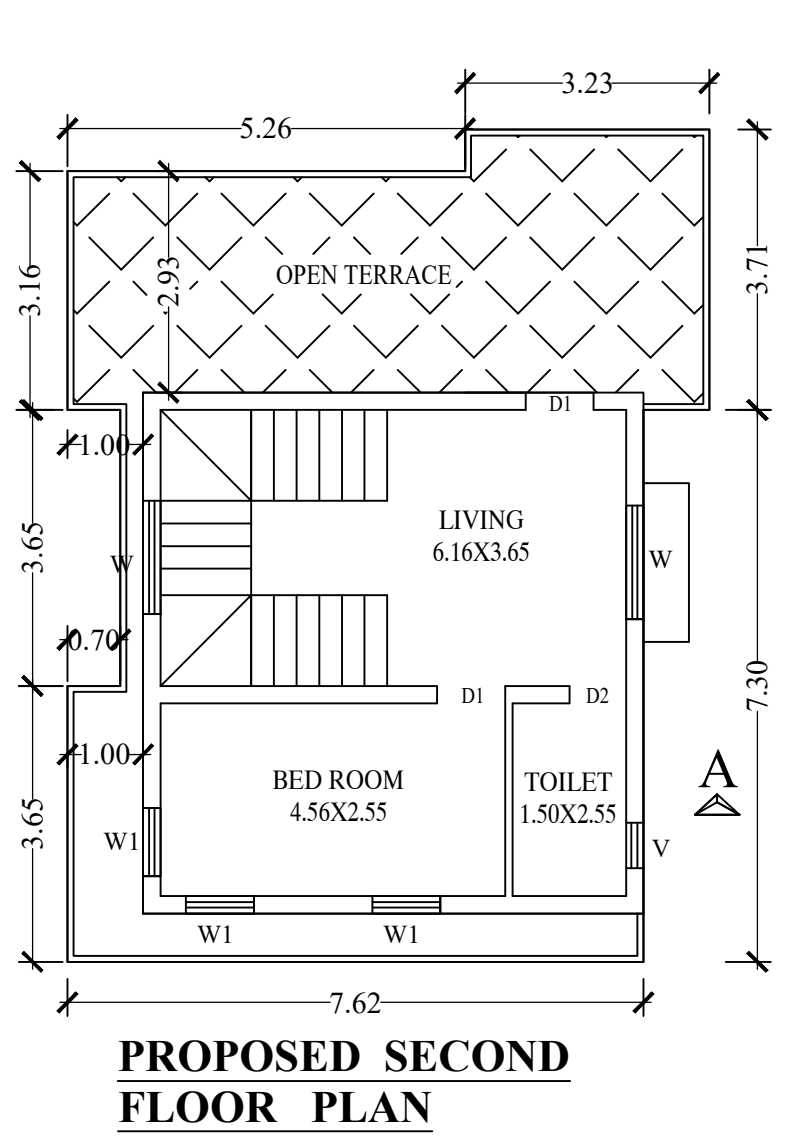 3.23
5.26
3.16
2.93
OPEN TERRACE
3.71
D1
1.00
LIVING
6.16X3.65
3.65
W
W
0.70
D1
D2
7.30
1.00
BED ROOM
4.56X2.55
TOILET
1.50X2.55
A
3.65
W1
V
W1
W1
7.62
PROPOSED SECOND
FLOOR PLAN